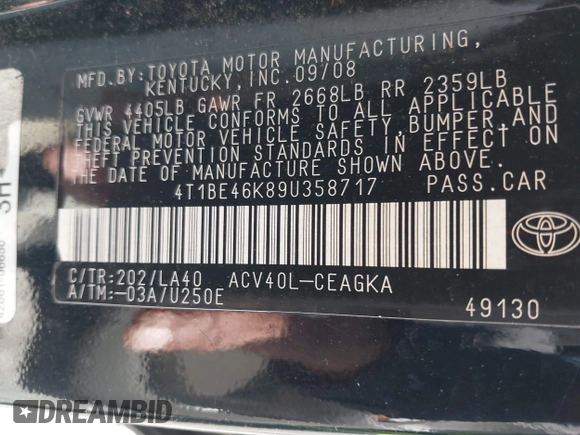 MFD.BY:TOYOTA MOTOR MANUFACTURING,
KENTUCKY,INC.09/08
GVWR 4405LB GAWR FR 2668LB RR 2359LB
THIS VEHICLE CONFORMS TO ALL APPLICABLE
FEDERAL MOTOR VEHICLE SAFETY,BUMPER,AND
THEFT PREVENTION STANDARDS IN EFFECT ON
THE DATE OF MANUFACTURE SHOWN ABOVE.
4T1BE46K89U358717 PASS.CAR
C/TR:202/LA40 ACV40L-CEAGKA
A/TM:-03A/U250E
49130
DREAMBID